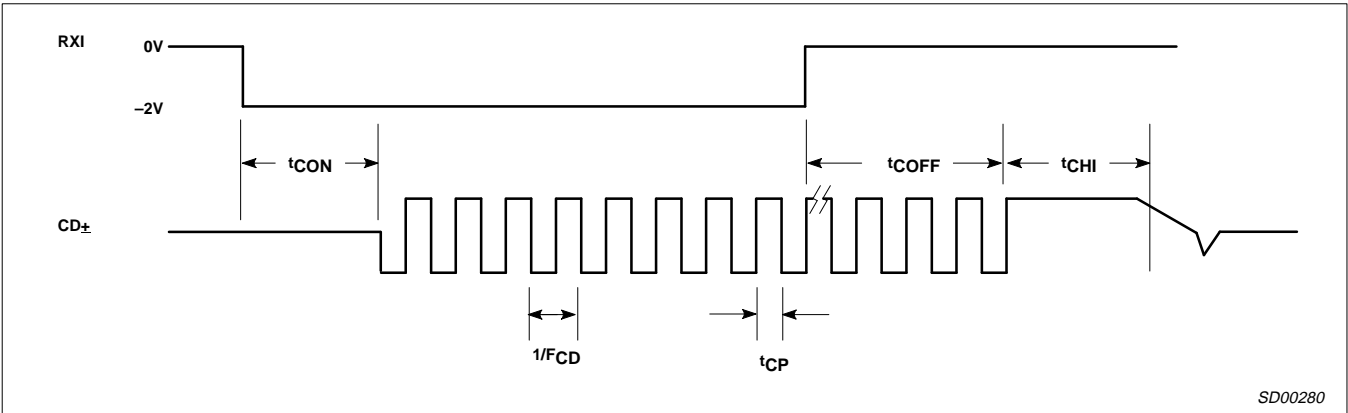 RXI
0V
–2V
tCON
tCOFF
tCHI
CD±
1/FCD
tCP
SD00280